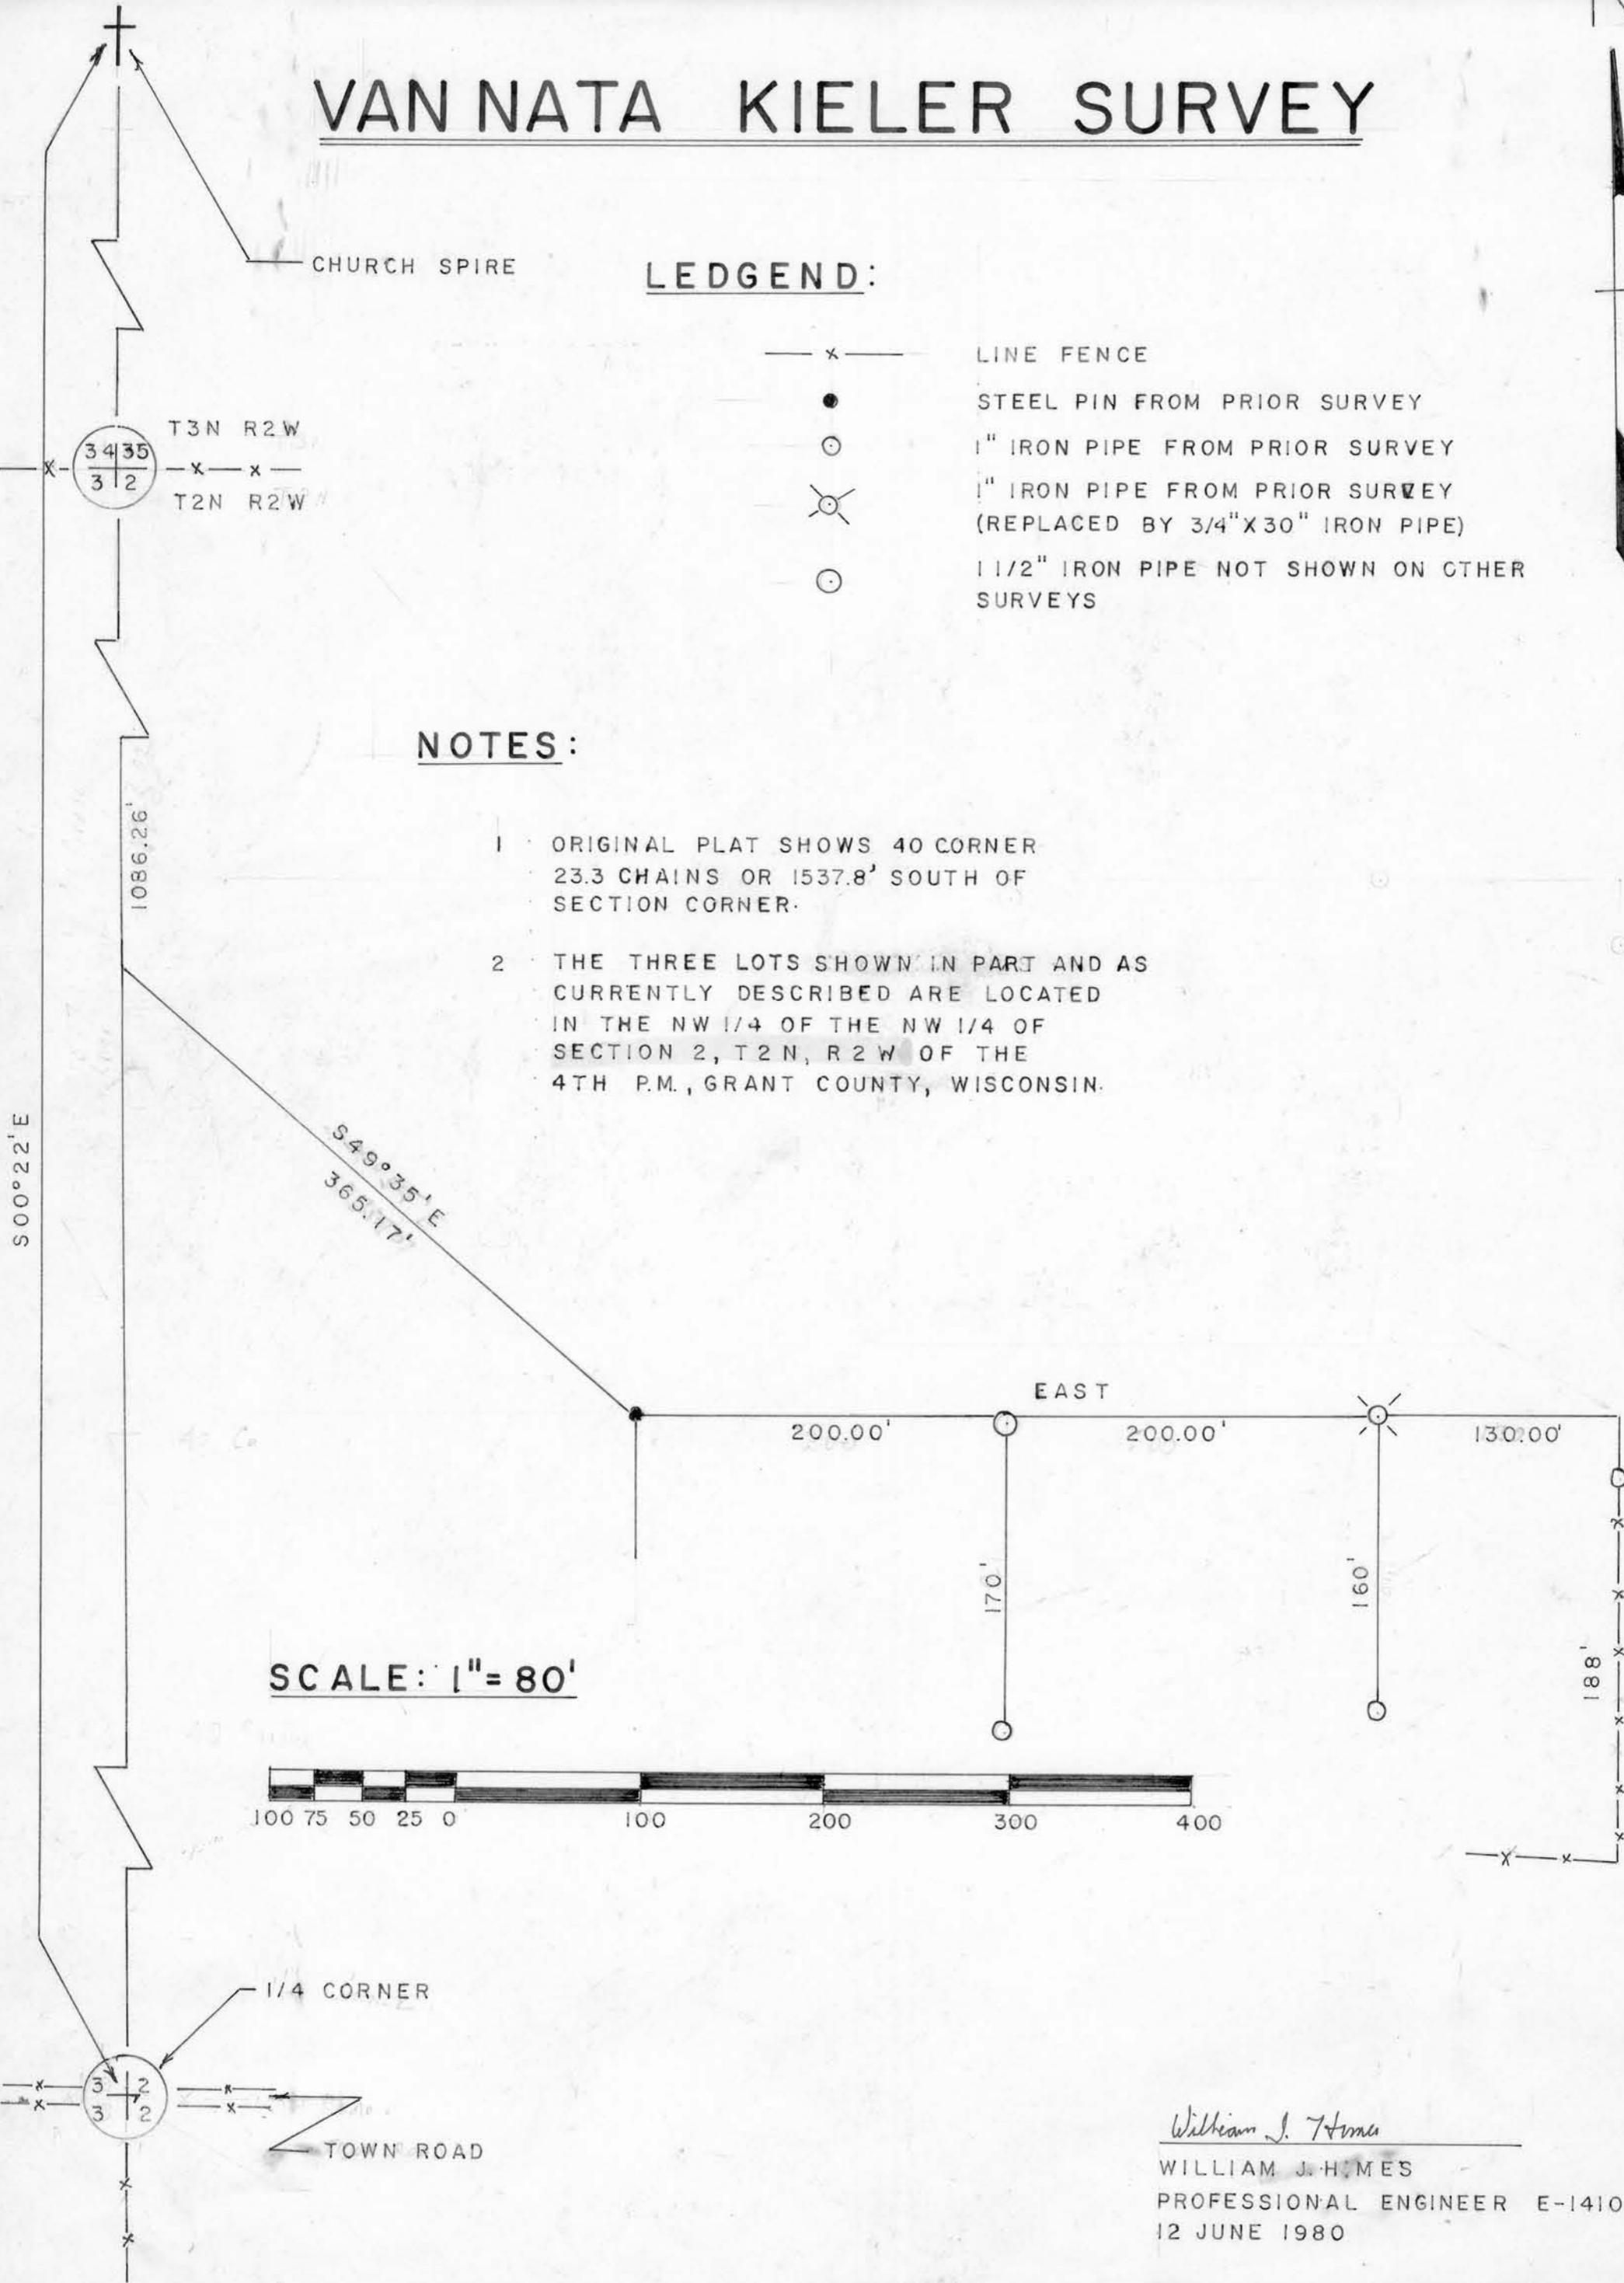 VAN NATA KIELER SURVEY
CHURCH SPIRE
LEDGEND:
LINE FENCE
STEEL PIN FROM PRIOR SURVEY
1" IRON PIPE FROM PRIOR SURVEY
1" IRON PIPE FROM PRIOR SURVEY
(REPLACED BY 3/4"X30" IRON PIPE)
1 1/2" IRON PIPE NOT SHOWN ON OTHER
SURVEYS
T3N R2W
34 35
3 2
T2N R2W
NOTES:
1086.26'
1 ORIGINAL PLAT SHOWS 40 CORNER
23.3 CHAINS OR 1537.8' SOUTH OF
SECTION CORNER.
2 THE THREE LOTS SHOWN IN PART AND AS
CURRENTLY DESCRIBED ARE LOCATED
IN THE NW 1/4 OF THE NW 1/4 OF
SECTION 2, T2N, R2W OF THE
4TH P.M., GRANT COUNTY, WISCONSIN.
S00°22'E
S49°35'E
365.17'
EAST
200.00'
200.00'
130.00'
170'
160'
188'
SCALE: 1"=80'
100 75 50 25 0 100 200 300 400
1/4 CORNER
3 2
3 2
TOWN ROAD
William J. Himes
WILLIAM J. HIMES
PROFESSIONAL ENGINEER E-1410
12 JUNE 1980